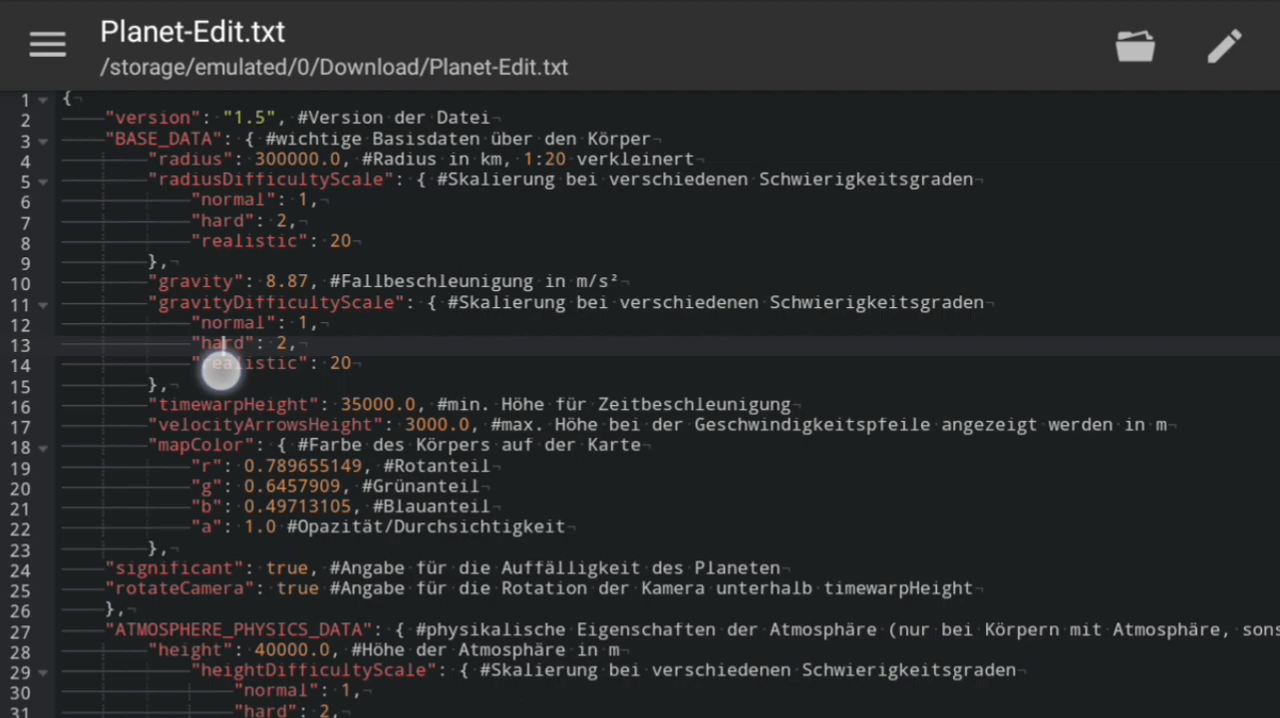 Planet-Edit.txt
/storage/emulated/0/Download/Planet-Edit.txt
1 {
2 "version": "1.5", #Version der Datei
3 "BASE_DATA": { #wichtige Basisdaten über den Körper
4 "radius": 300000.0, #Radius in km, 1:20 verkleinert
5 "radiusDifficultyScale": { #Skalierung bei verschiedenen Schwierigkeitsgraden
6 "normal": 1,
7 "hard": 2,
8 "realistic": 20
9 },
10 "gravity": 8.87, #Fallbeschleunigung in m/s²
11 "gravityDifficultyScale": { #Skalierung bei verschiedenen Schwierigkeitsgraden
12 "normal": 1,
13 "hard": 2,
14 "realistic": 20
15 },
16 "timewarpHeight": 35000.0, #min. Höhe für Zeitbeschleunigung
17 "velocityArrowsHeight": 3000.0, #max. Höhe bei der Geschwindigkeitspfeile angezeigt werden in m
18 "mapColor": { #Farbe des Körpers auf der Karte
19 "r": 0.789655149, #Rotanteil
20 "g": 0.6457909, #Grünanteil
21 "b": 0.49713105, #Blauanteil
22 "a": 1.0 #Opazität/Durchsichtigkeit
23 },
24 "significant": true, #Angabe für die Auffälligkeit des Planeten
25 "rotateCamera": true #Angabe für die Rotation der Kamera unterhalb timewarpHeight
26 },
27 "ATMOSPHERE_PHYSICS_DATA": { #physikalische Eigenschaften der Atmosphäre (nur bei Körpern mit Atmosphäre, sons
28 "height": 40000.0, #Höhe der Atmosphäre in m
29 "heightDifficultyScale": { #Skalierung bei verschiedenen Schwierigkeitsgraden
30 "normal": 1,
31 "hard": 2,